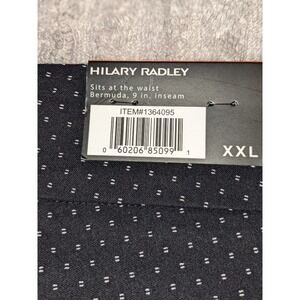 HILARY RADLEY
Sits at the waist
Bermuda, 9 in. inseam
ITEM#1364095
0 60206 85099 1
XXL